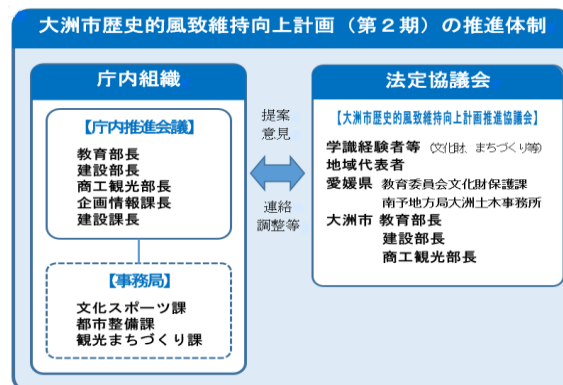 大洲市歴史的風致維持向上計画（第２期）の推進体制
庁内組織
【庁内推進会議】
教育部長
建設部長
商工観光部長
企画情報課長
建設課長
【事務局】
文化スポーツ課
都市整備課
観光まちづくり課
提案
意見
連絡
調整等
法定協議会
【大洲市歴史的風致維持向上計画推進協議会】
学識経験者等（文化財、まちづくり等）
地域代表者
愛媛県 教育委員会文化財保護課
南予地方局大洲土木事務所
大洲市 教育部長
建設部長
商工観光部長